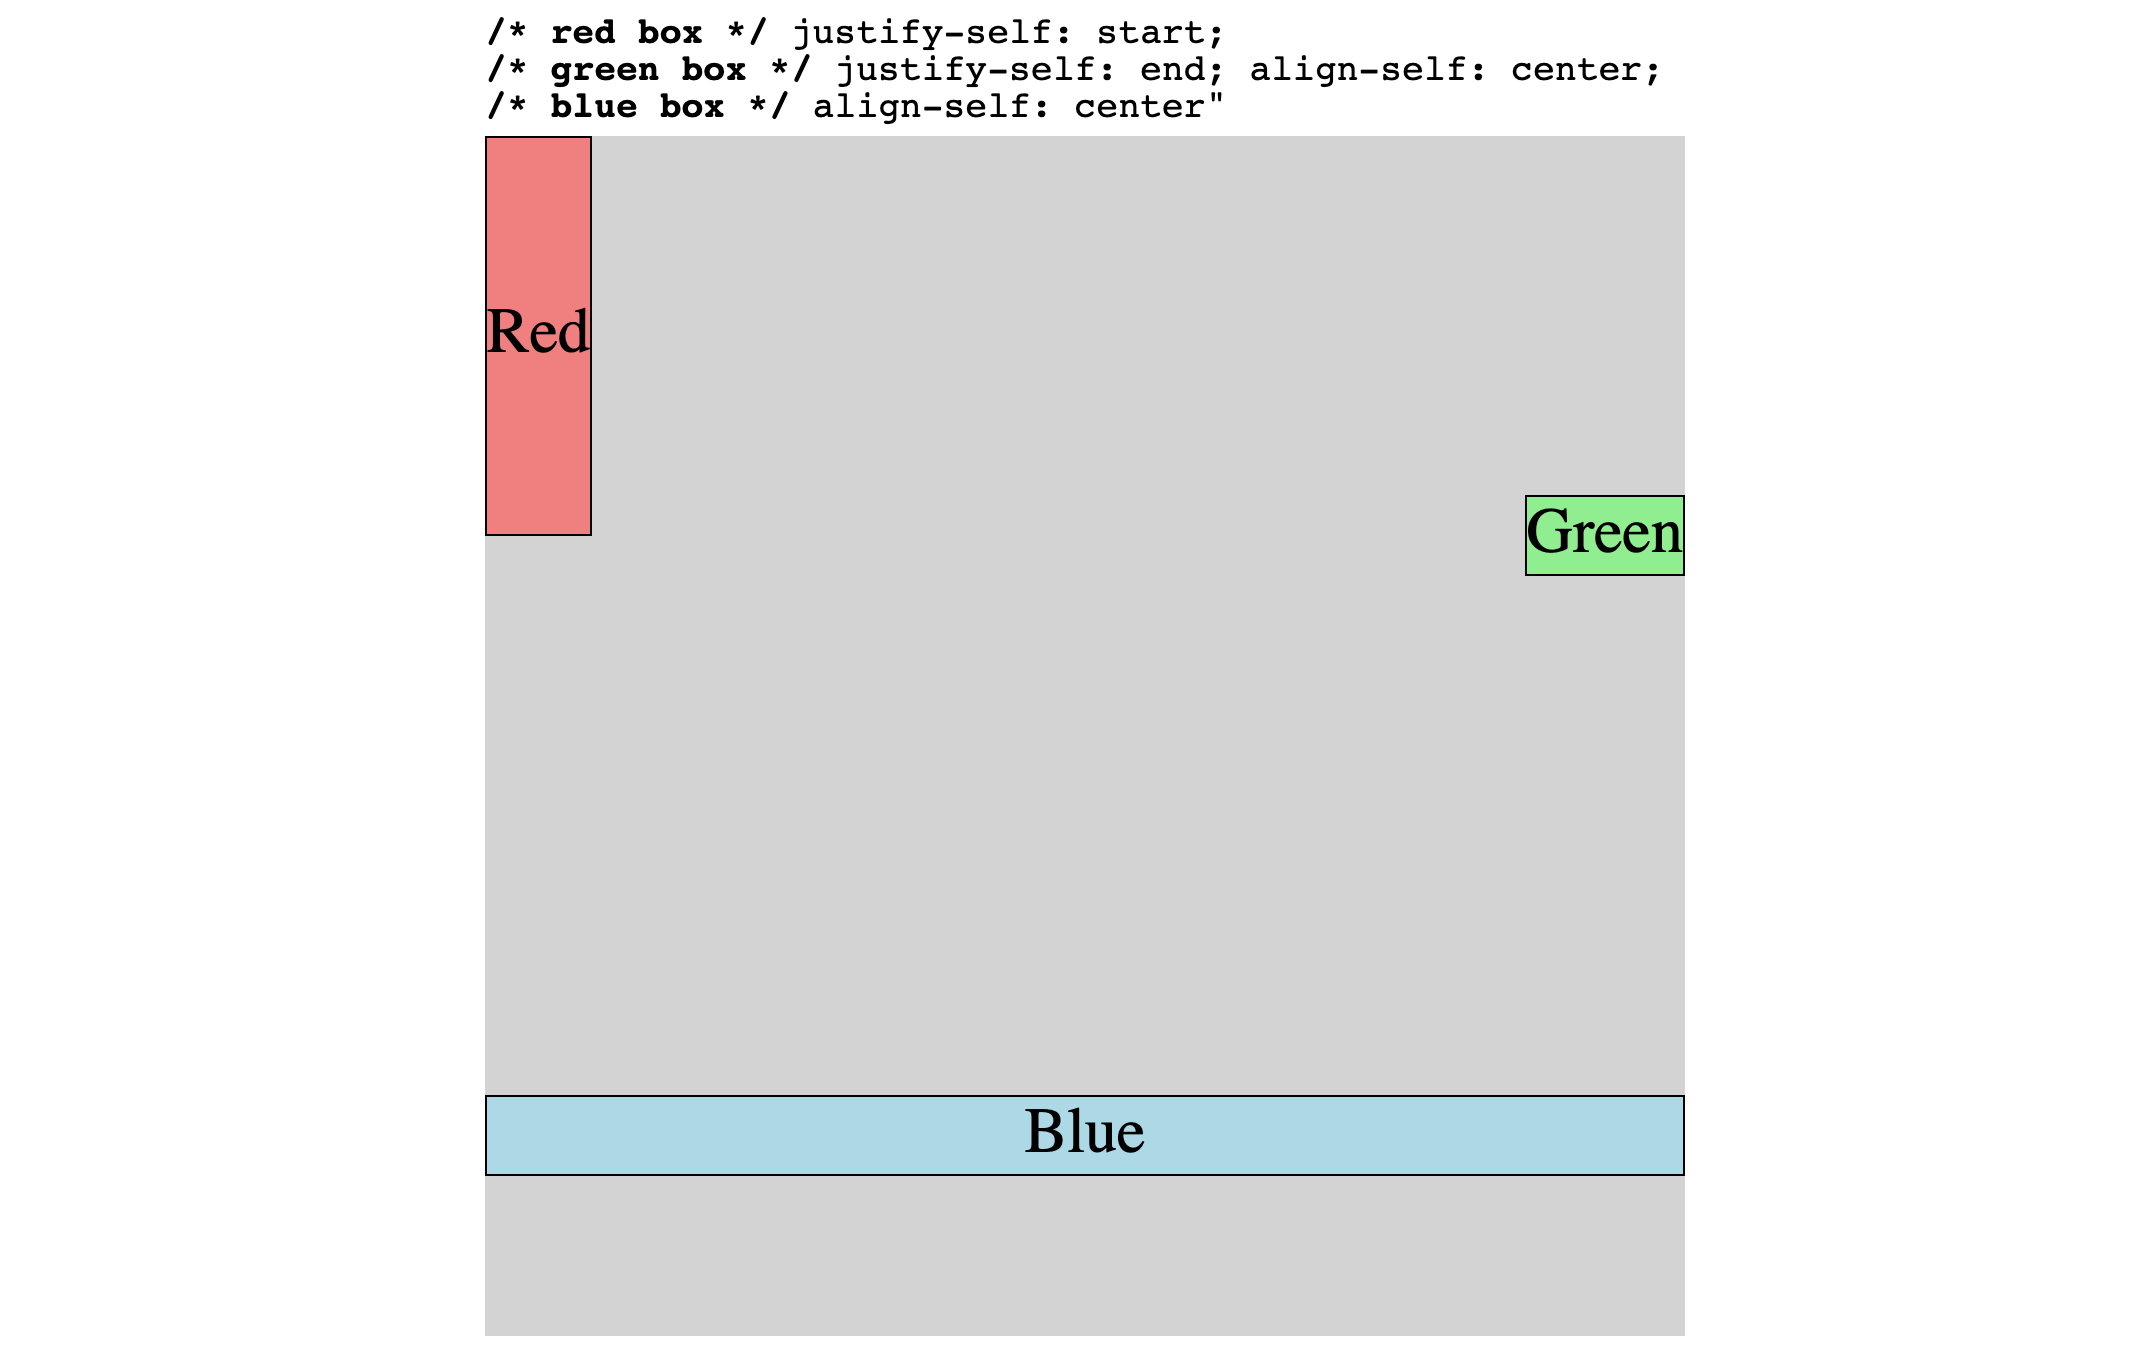 /* red box */ justify-self: start;
/* green box */ justify-self: end; align-self: center;
/* blue box */ align-self: center"
Red
Green
Blue